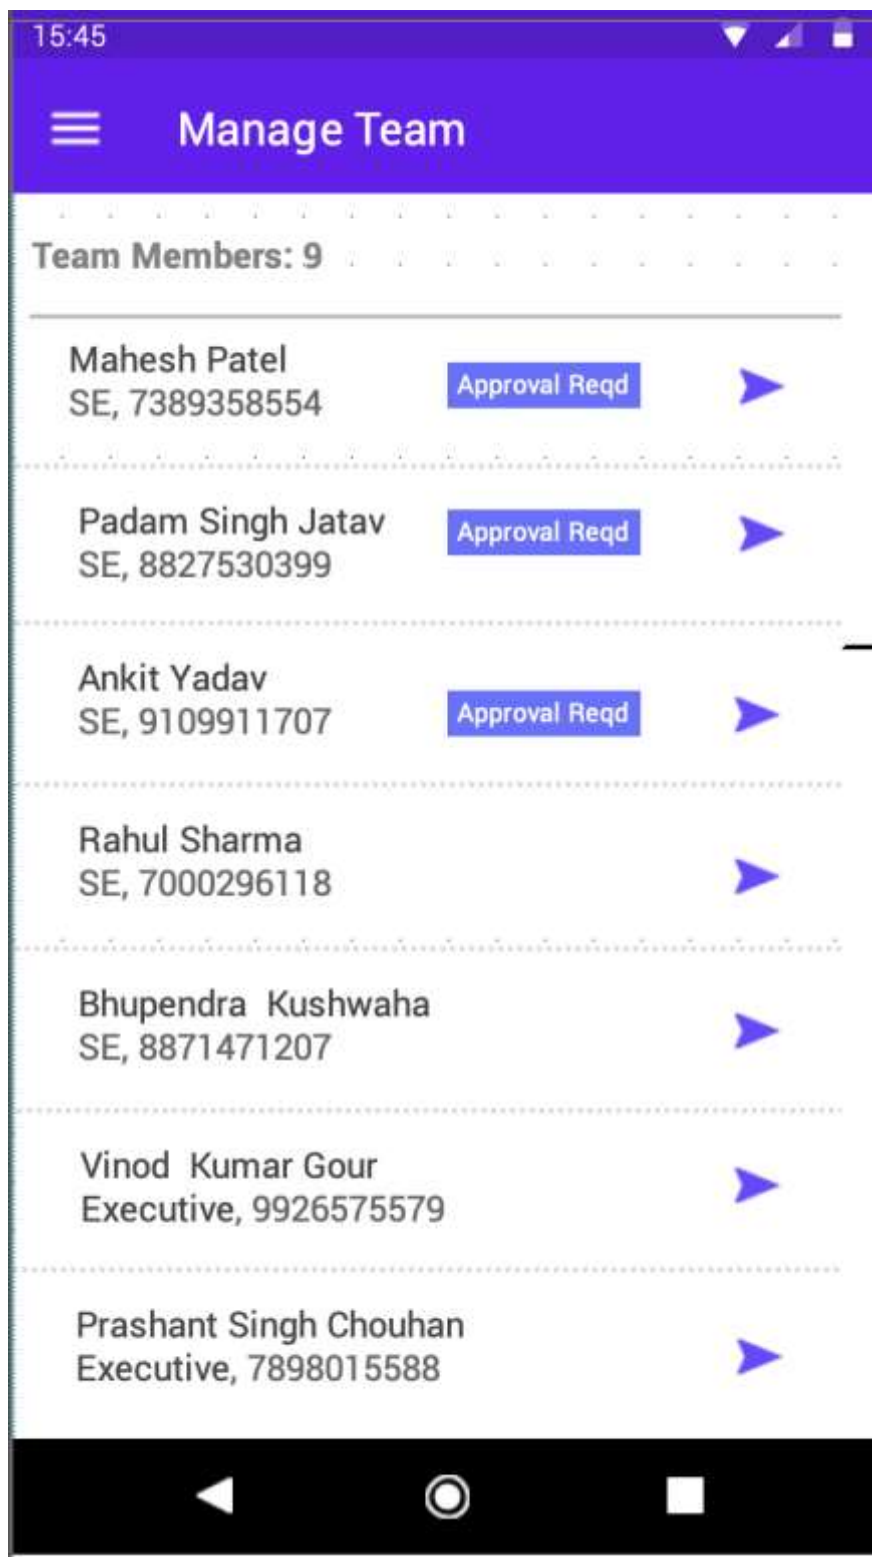 15:45
Manage Team
Team Members: 9
Mahesh Patel
SE, 7389358554
Approval Reqd
Padam Singh Jatav
SE, 8827530399
Approval Reqd
Ankit Yadav
SE, 9109911707
Approval Reqd
Rahul Sharma
SE, 7000296118
Bhupendra  Kushwaha
SE, 8871471207
Vinod  Kumar Gour
Executive, 9926575579
Prashant Singh Chouhan
Executive, 7898015588